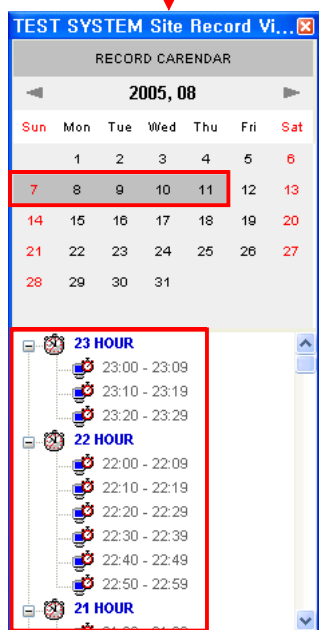 TEST SYSTEM Site Record Vi...
RECORD CARENDAR
2005, 08
Sun Mon Tue Wed Thu Fri Sat
1 2 3 4 5 6
7 8 9 10 11 12 13
14 15 16 17 18 19 20
21 22 23 24 25 26 27
28 29 30 31
23 HOUR
23:00 - 23:09
23:10 - 23:19
23:20 - 23:29
22 HOUR
22:00 - 22:09
22:10 - 22:19
22:20 - 22:29
22:30 - 22:39
22:40 - 22:49
22:50 - 22:59
21 HOUR